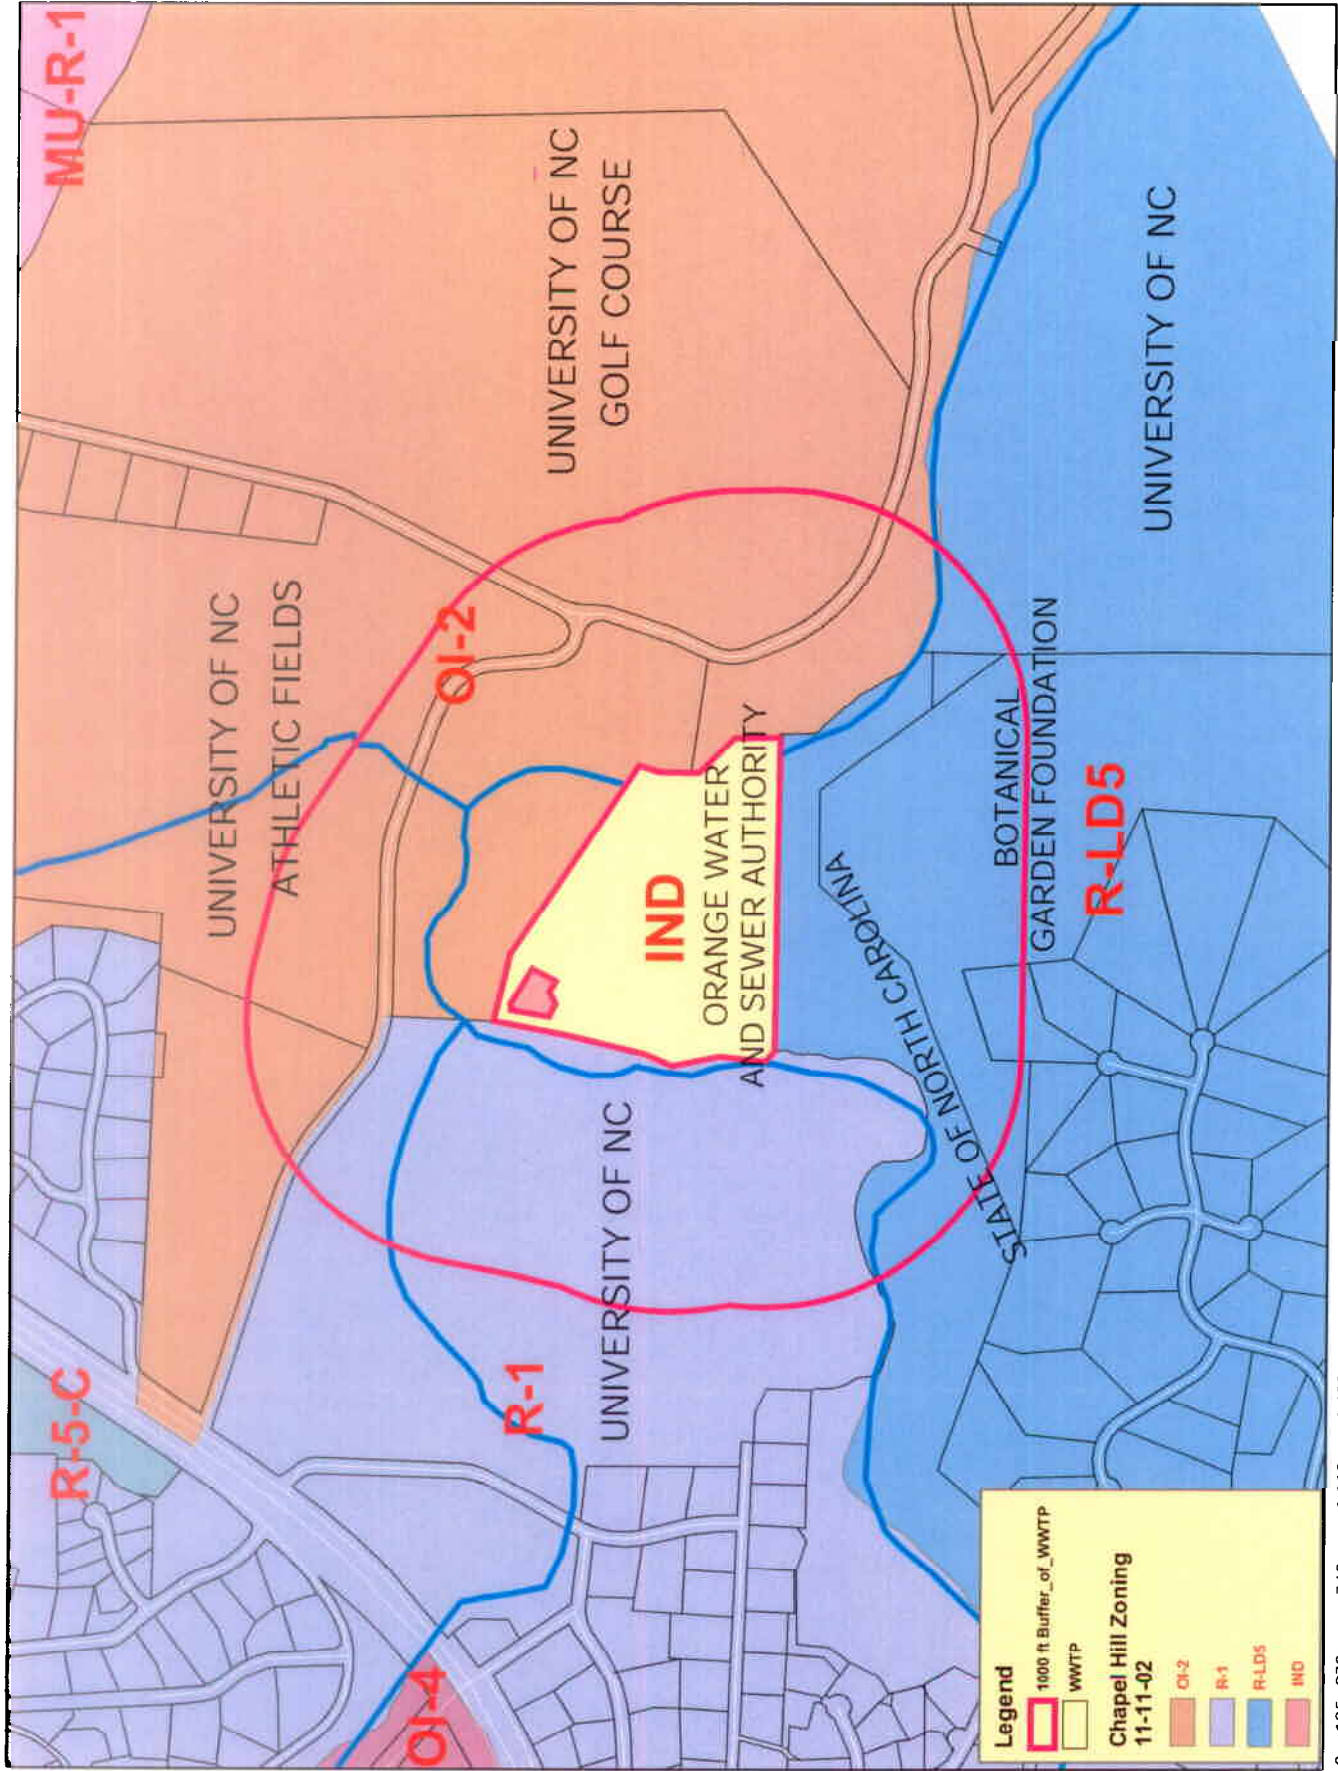 R-5-C
MU-R-1
UNIVERSITY OF NC
ATHLETIC FIELDS
OI-2
UNIVERSITY OF NC
GOLF COURSE
OI-4
R-1
UNIVERSITY OF NC
IND
ORANGE WATER
AND SEWER AUTHORITY
STATE OF NORTH CAROLINA
BOTANICAL
GARDEN FOUNDATION
R-LD5
UNIVERSITY OF NC
Legend
1000 ft Buffer_of_WWTP
WWTP
Chapel Hill Zoning
11-11-02
OI-2
R-1
R-LD5
IND